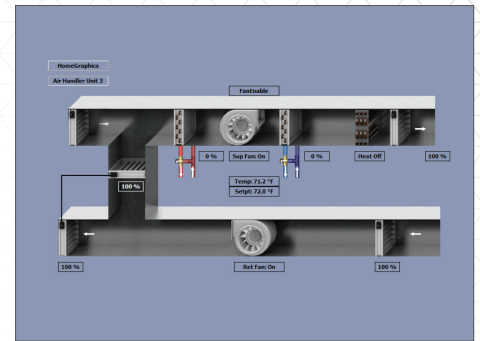 HomeGraphics
Air Handler Unit 3
FanEnable
0 %
Sup Fan: On
0 %
Heat Off
100 %
100 %
Temp: 71.2 °F
Setpt: 72.0 °F
100 %
Ret Fan: On
100 %